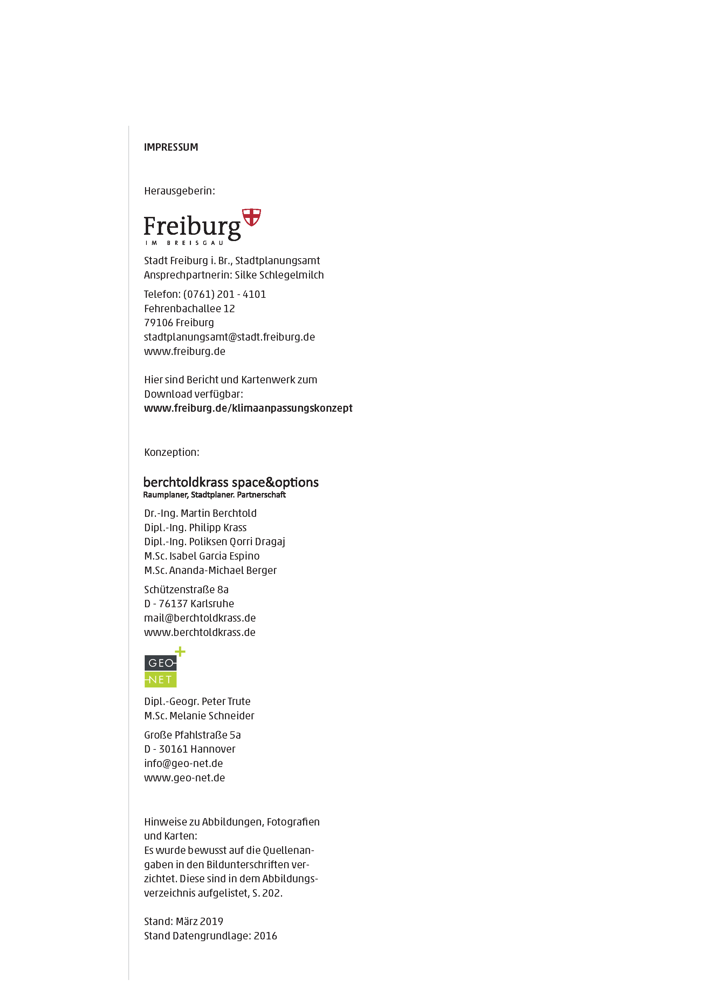 IMPRESSUM
Herausgeberin:
Freiburg
IM BREISGAU
Stadt Freiburg i. Br., Stadtplanungsamt
Ansprechpartnerin: Silke Schlegelmilch
Telefon: (0761) 201 - 4101
Fehrenbachallee 12
79106 Freiburg
stadtplanungsamt@stadt.freiburg.de
www.freiburg.de
Hier sind Bericht und Kartenwerk zum
Download verfügbar:
www.freiburg.de/klimaanpassungskonzept
Konzeption:
berchtoldkrass space&options
Raumplaner, Stadtplaner. Partnerschaft
Dr.-Ing. Martin Berchtold
Dipl.-Ing. Philipp Krass
Dipl.-Ing. Poliksen Qorri Dragaj
M.Sc. Isabel Garcia Espino
M.Sc. Ananda-Michael Berger
Schützenstraße 8a
D - 76137 Karlsruhe
mail@berchtoldkrass.de
www.berchtoldkrass.de
GEO-
-NET
Dipl.-Geogr. Peter Trute
M.Sc. Melanie Schneider
Große Pfahlstraße 5a
D - 30161 Hannover
info@geo-net.de
www.geo-net.de
Hinweise zu Abbildungen, Fotografien
und Karten:
Es wurde bewusst auf die Quellenan-
gaben in den Bildunterschriften ver-
zichtet. Diese sind in dem Abbildungs-
verzeichnis aufgelistet, S. 202.
Stand: März 2019
Stand Datengrundlage: 2016